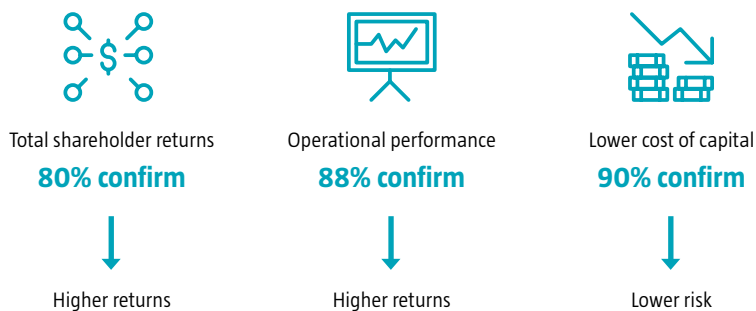 $
Total shareholder returns
80% confirm
Higher returns
Operational performance
88% confirm
Higher returns
Lower cost of capital
90% confirm
Lower risk